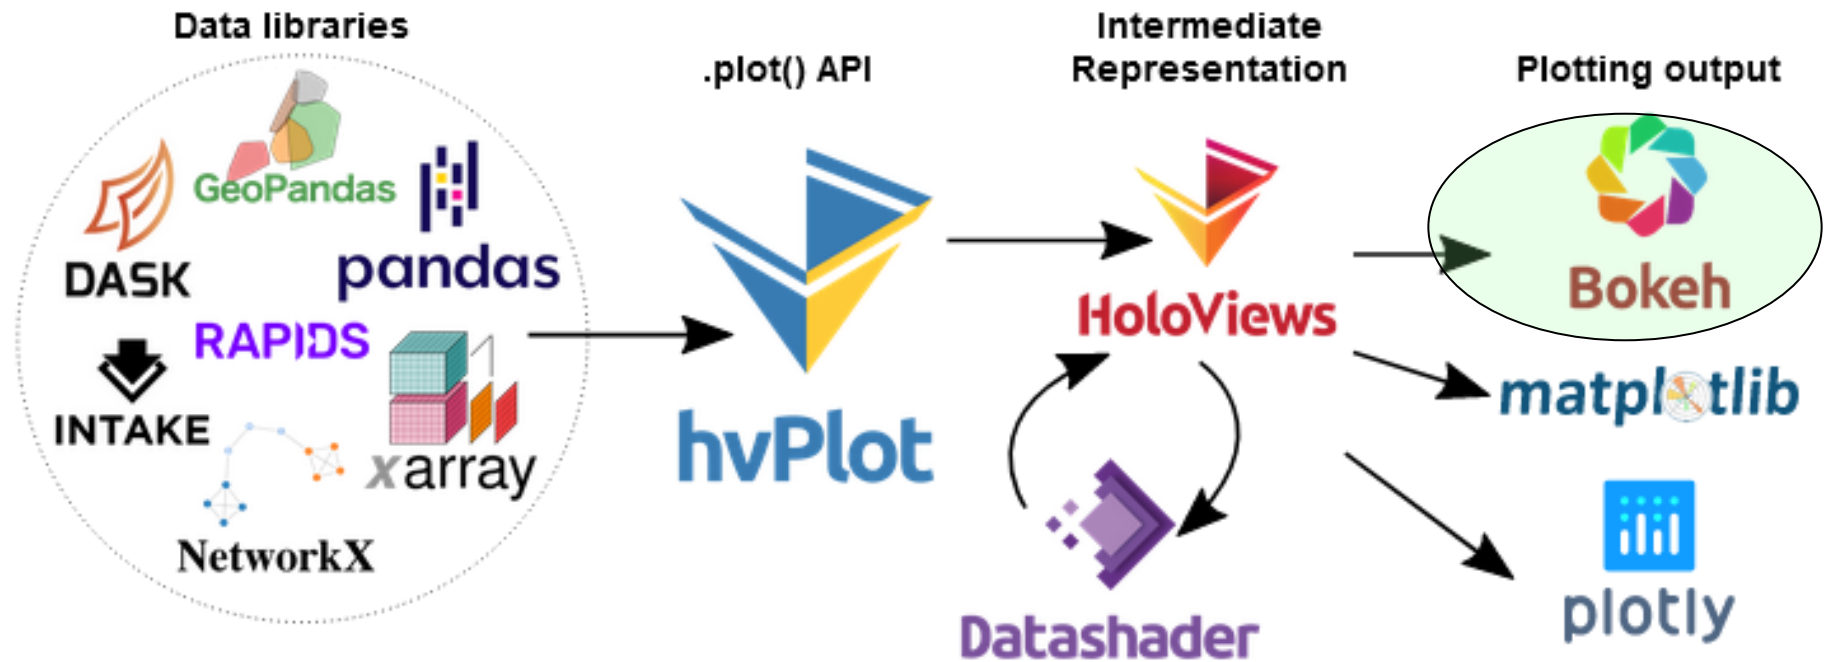 Data libraries
GeoPandas
DASK
pandas
RAPIDS
INTAKE
xarray
NetworkX
.plot() API
hvPlot
Intermediate
Representation
HoloViews
Datashader
Plotting output
Bokeh
matplotlib
plotly